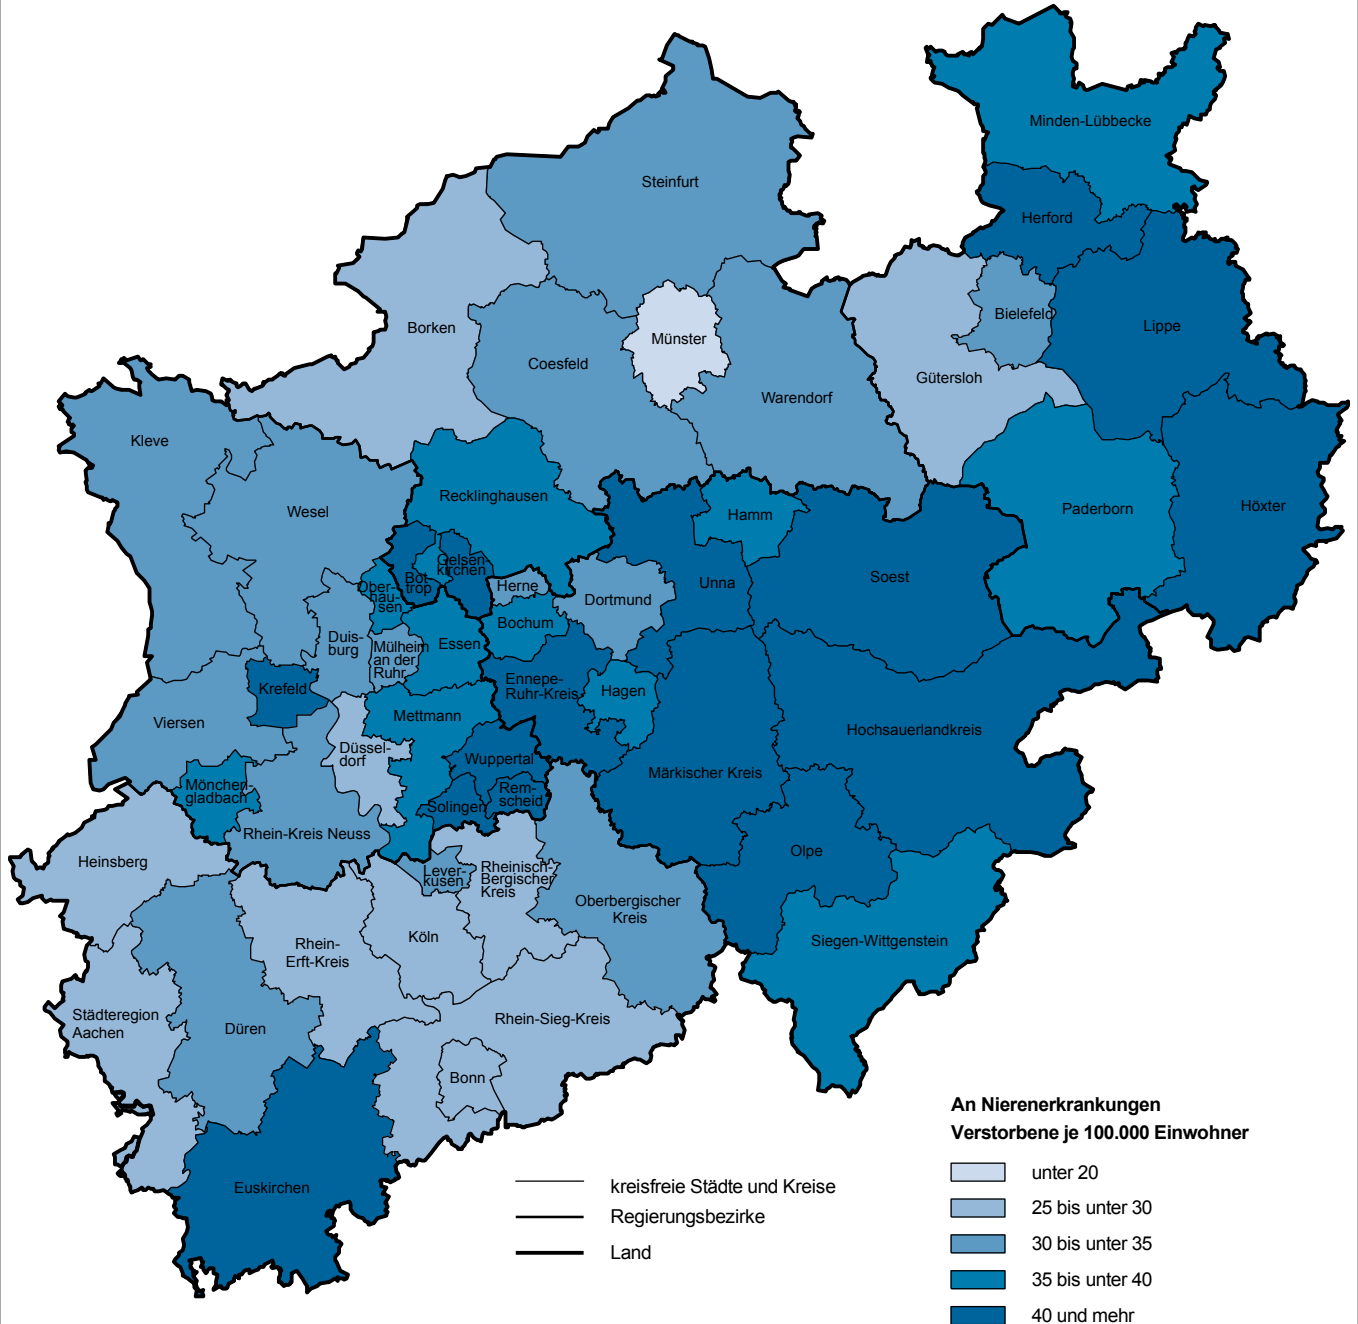 Minden-Lübbecke
Steinfurt
Herford
Borken
Münster
Bielefeld
Lippe
Coesfeld
Gütersloh
Warendorf
Kleve
Recklinghausen
Wesel
Hamm
Paderborn
Höxter
Gelsen-
kirchen
Bot-
trop
Ober-
hau-
sen
Herne
Dortmund
Unna
Soest
Bochum
Duis-
burg
Mülheim
an der
Ruhr
Essen
Krefeld
Ennepe-
Ruhr-Kreis
Hagen
Viersen
Mettmann
Düssel-
dorf
Hochsauerlandkreis
Wuppertal
Märkischer Kreis
Mönchen-
gladbach
Rem-
scheid
Solingen
Rhein-Kreis Neuss
Heinsberg
Olpe
Lever-
kusen
Rheinisch-
Bergischer
Kreis
Oberbergischer
Kreis
Köln
Rhein-
Erft-Kreis
Siegen-Wittgenstein
Städteregion
Aachen
Düren
Rhein-Sieg-Kreis
Bonn
Euskirchen
An Nierenerkrankungen
Verstorbene je 100.000 Einwohner
unter 20
25 bis unter 30
30 bis unter 35
35 bis unter 40
40 und mehr
kreisfreie Städte und Kreise
Regierungsbezirke
Land